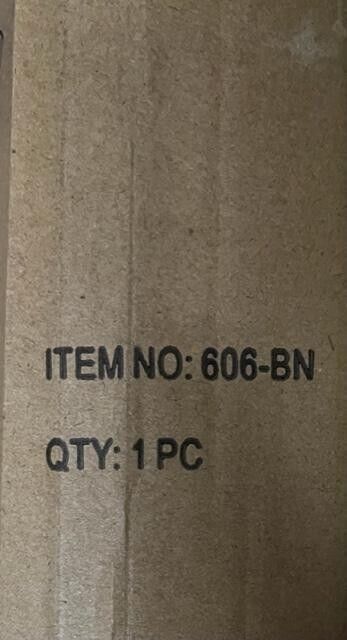 ITEM NO: 606-BN
QTY: 1 PC